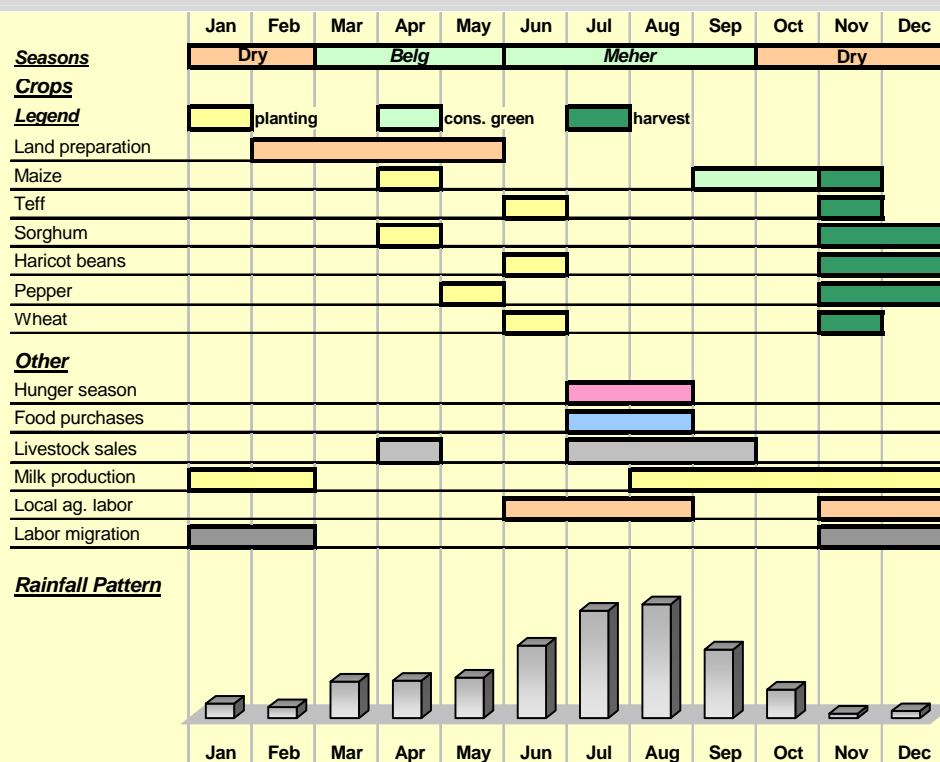 Jan Feb Mar Apr May Jun Jul Aug Sep Oct Nov Dec
Seasons Dry Belg Meher Dry
Crops
Legend planting cons. green harvest
Land preparation
Maize
Teff
Sorghum
Haricot beans
Pepper
Wheat
Other
Hunger season
Food purchases
Livestock sales
Milk production
Local ag. labor
Labor migration
Rainfall Pattern
Jan Feb Mar Apr May Jun Jul Aug Sep Oct Nov Dec